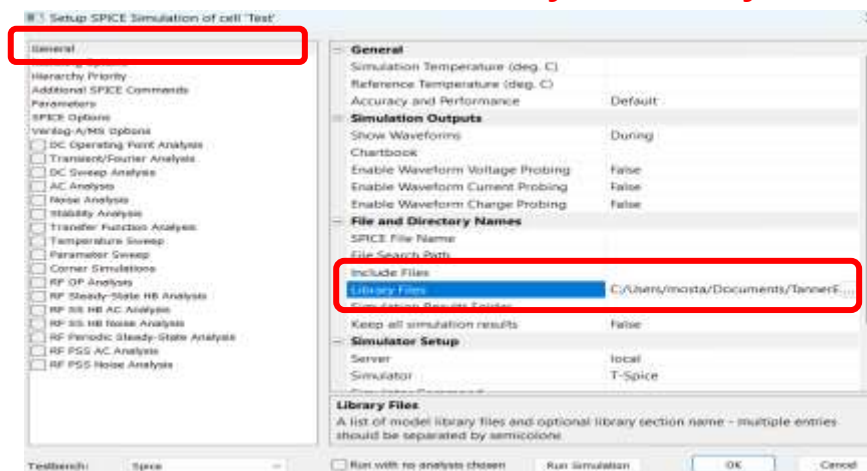 Setup SPICE Simulation of cell 'Test'
General
Hierarchy Priority
Additional SPICE Commands
Parameters
SPICE Options
Verilog-A/MS Options
DC Operating Point Analysis
Transient/Fourier Analysis
DC Sweep Analysis
AC Analysis
Noise Analysis
Stability Analysis
Transfer Function Analysis
Temperature Sweep
Parameter Sweep
Corner Simulations
RF OP Analysis
RF Steady-State HB Analysis
RF SS HB AC Analysis
RF SS HB Noise Analysis
RF Periodic Steady-State Analysis
RF PSS AC Analysis
RF PSS Noise Analysis
General
Simulation Temperature (deg. C)
Reference Temperature (deg. C)
Accuracy and Performance Default
Simulation Outputs
Show Waveforms During
Chartbook
Enable Waveform Voltage Probing False
Enable Waveform Current Probing False
Enable Waveform Charge Probing False
File and Directory Names
SPICE File Name
File Search Path
Include Files
Library Files C:/Users/mosta/Documents/TannerE...
Simulation Results Folder
Keep all simulation results False
Simulator Setup
Server local
Simulator T-Spice
Library Files
A list of model library files and optional library section name - multiple entries
should be separated by semicolons
Testbench: Spice
Run with no analysis chosen Run Simulation OK Cancel